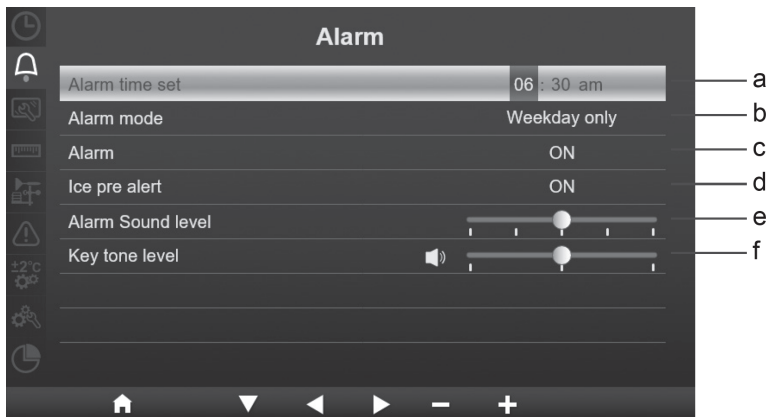 Alarm
Alarm time set 06 : 30 am a
Alarm mode Weekday only b
Alarm ON c
Ice pre alert ON d
Alarm Sound level e
Key tone level f
±2°C